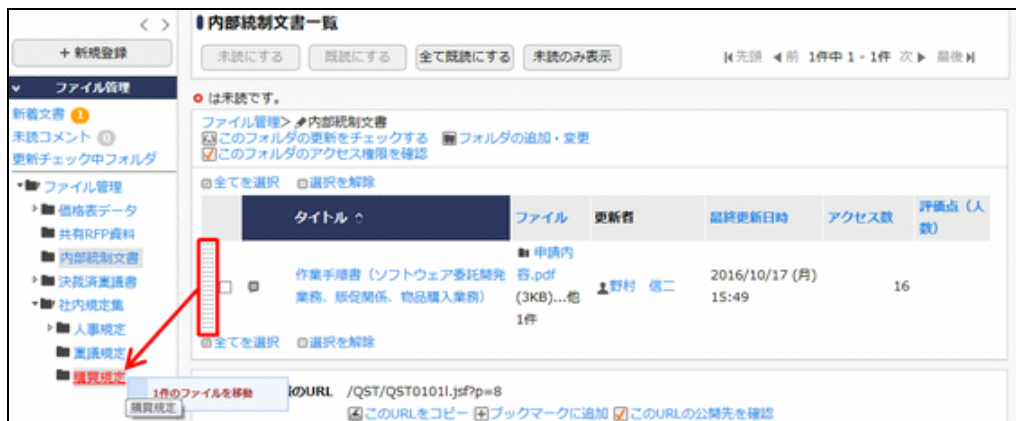 < >
+ 新規登録
ファイル管理
新着文書 1
未読コメント 0
更新チェック中フォルダ
ファイル管理
価格表データ
共有RFP資料
内部統制文書
決裁済稟議書
社内規定集
人事規定
稟議規定
購買規定
1件のファイルを移動
購買規定
内部統制文書一覧
未読にする 既読にする 全て既読にする 未読のみ表示 先頭 前 1件中 1 - 1件 次 最後
は未読です。
ファイル管理> 内部統制文書
このフォルダの更新をチェックする フォルダの追加・変更
このフォルダのアクセス権限を確認
全てを選択 選択を解除
タイトル ファイル 更新者 最終更新日時 アクセス数 評価点（人数）
作業手順書（ソフトウェア委託開発
業務、販促関係、物品購入業務）
申請内
容.pdf
(3KB)...他
1件
野村 信二
2016/10/17 (月)
15:49
16
全てを選択 選択を解除
のURL /QST/QST0101l.jsf?p=8
このURLをコピー ブックマークに追加 このURLの公開先を確認